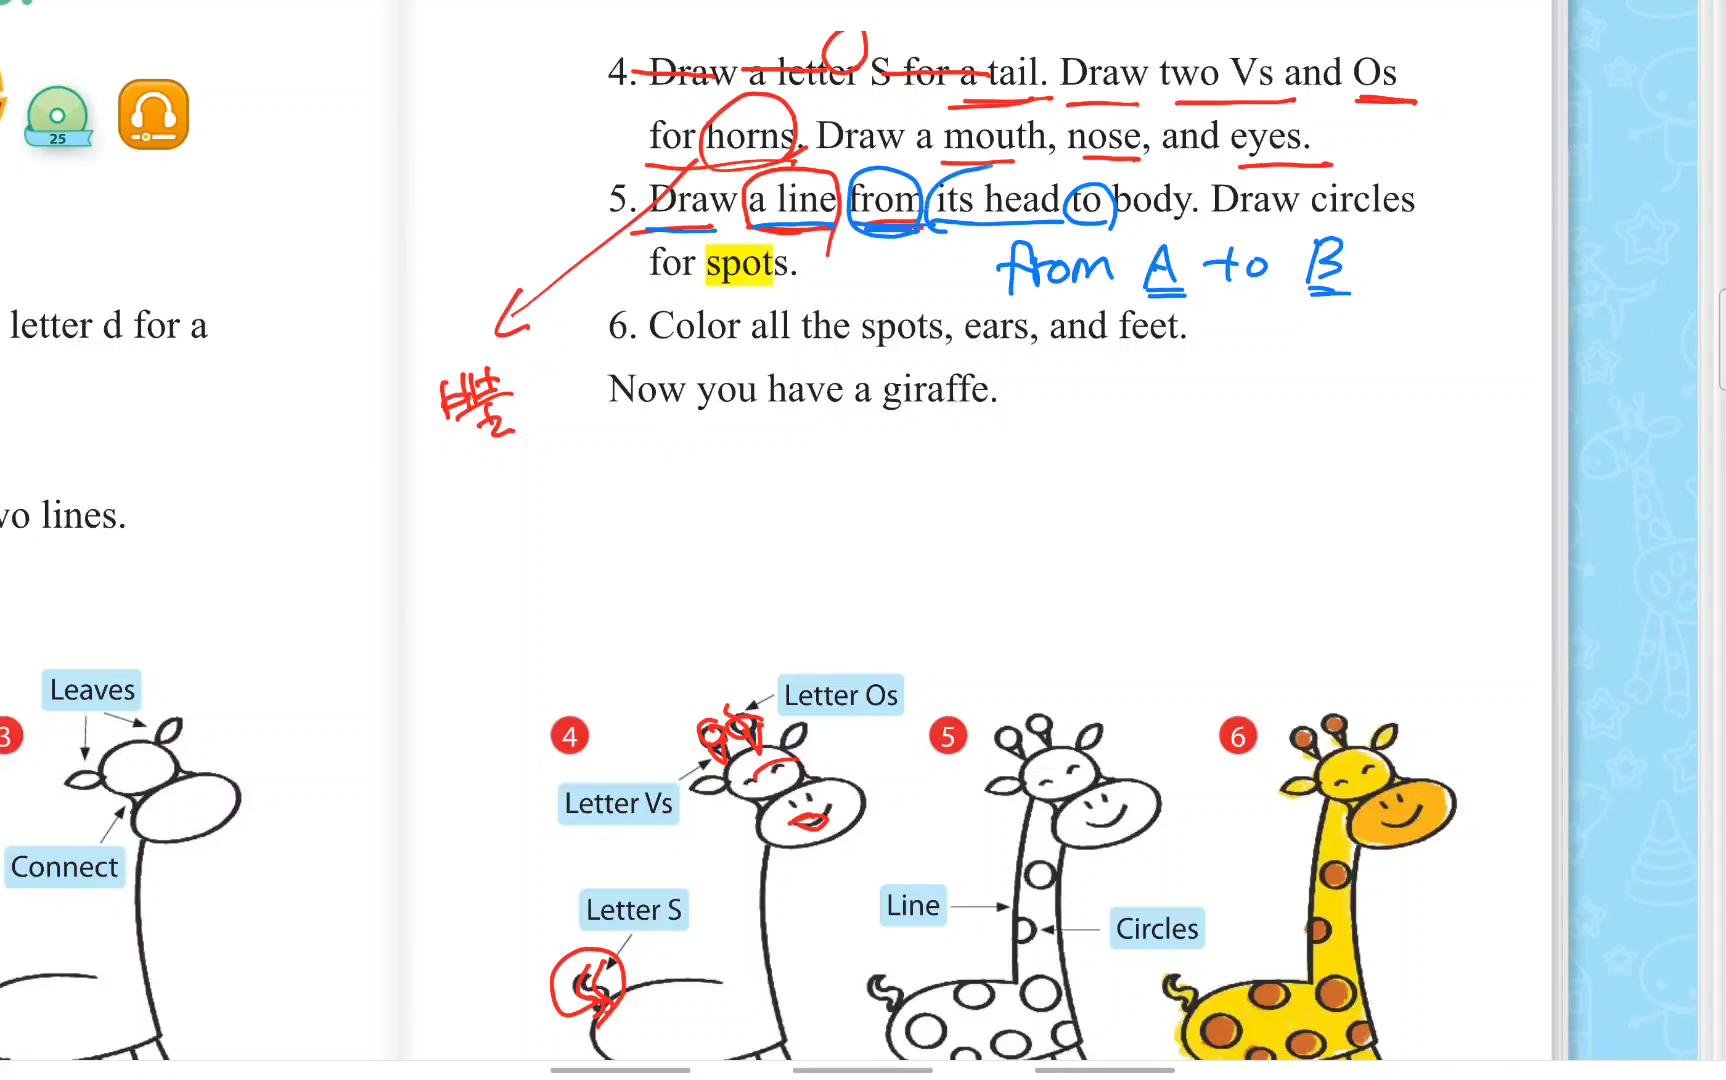 25
4. Draw a letter S for a tail. Draw two Vs and Os
for horns. Draw a mouth, nose, and eyes.
5. Draw a line from its head to body. Draw circles
for spots.
from A to B
letter d for a
6. Color all the spots, ears, and feet.
뿔
Now you have a giraffe.
lines.
Leaves
3
Connect
4
Letter Os
Letter Vs
Letter S
5
Line
Circles
6